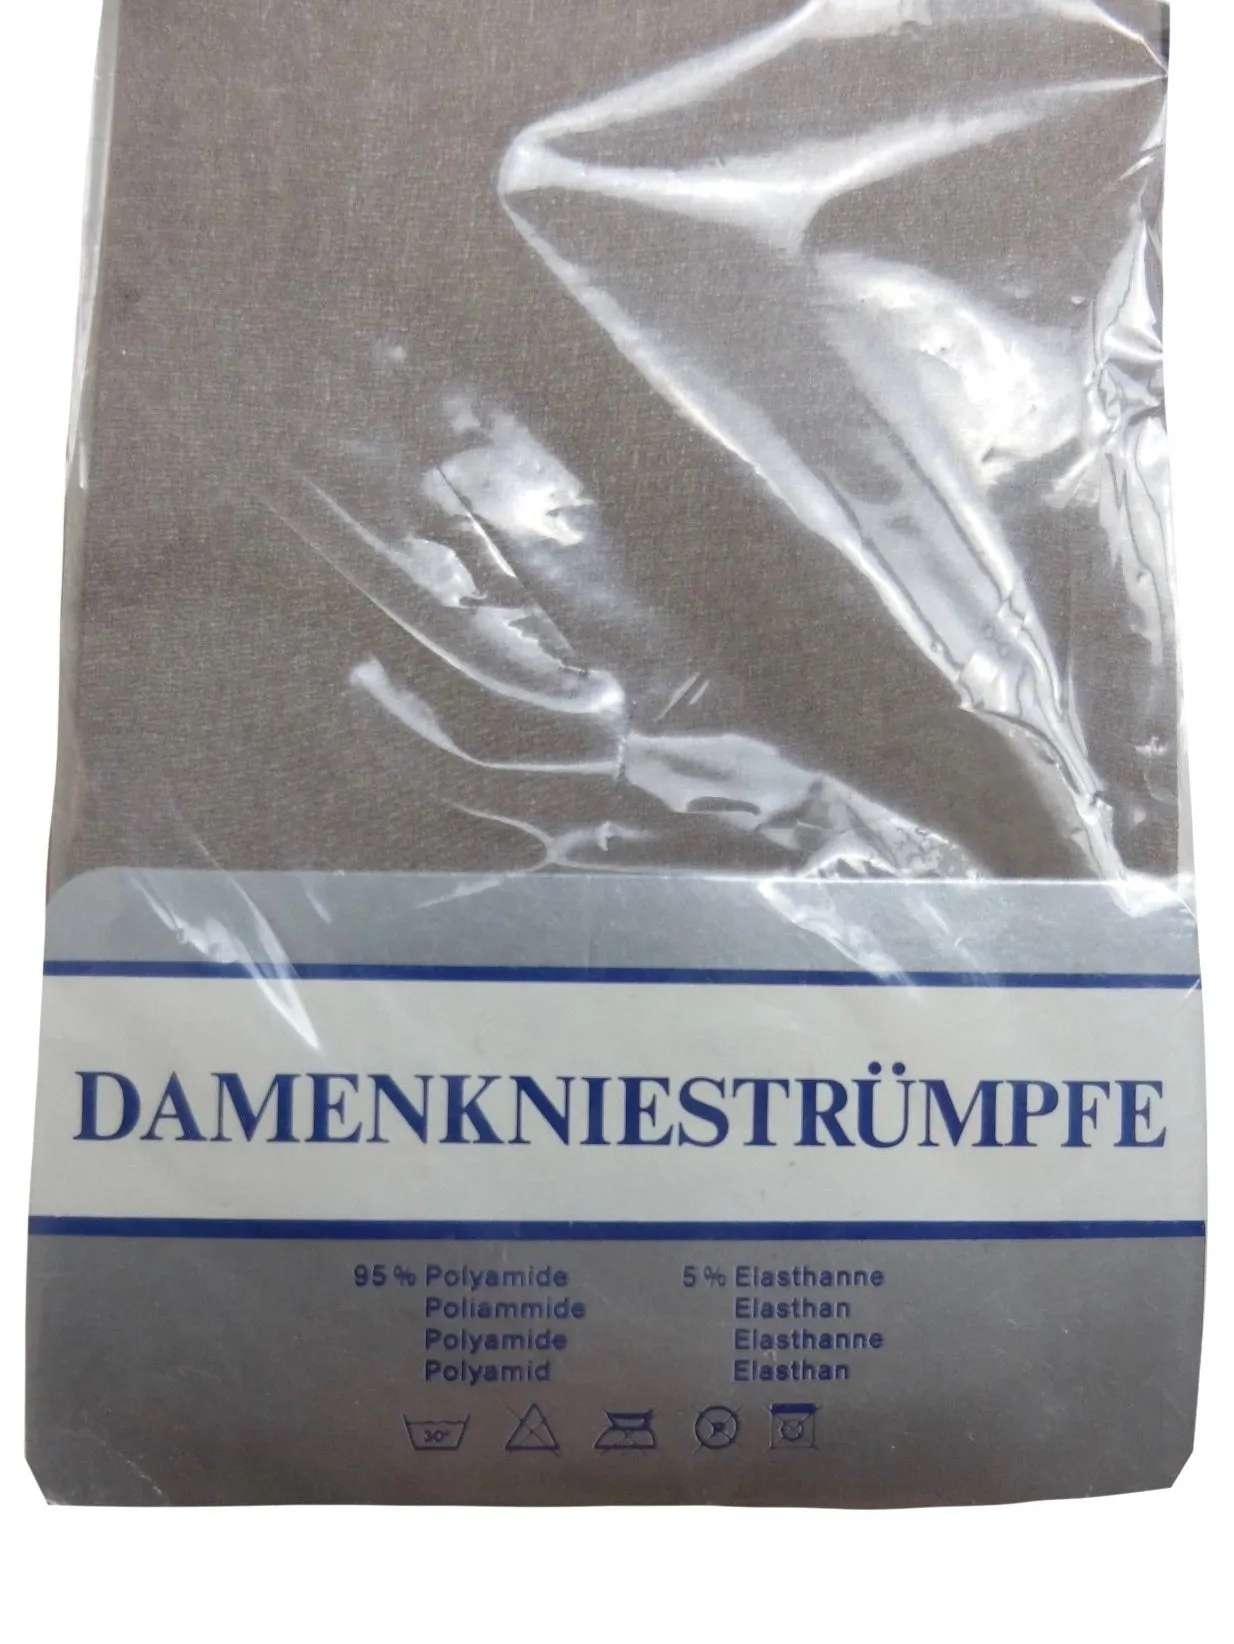 DAMENKNIESTRÜMPFE
95% Polyamide 5% Elasthanne
Poliammide Elasthan
Polyamide Elasthanne
Polyamid Elasthan
30°
P